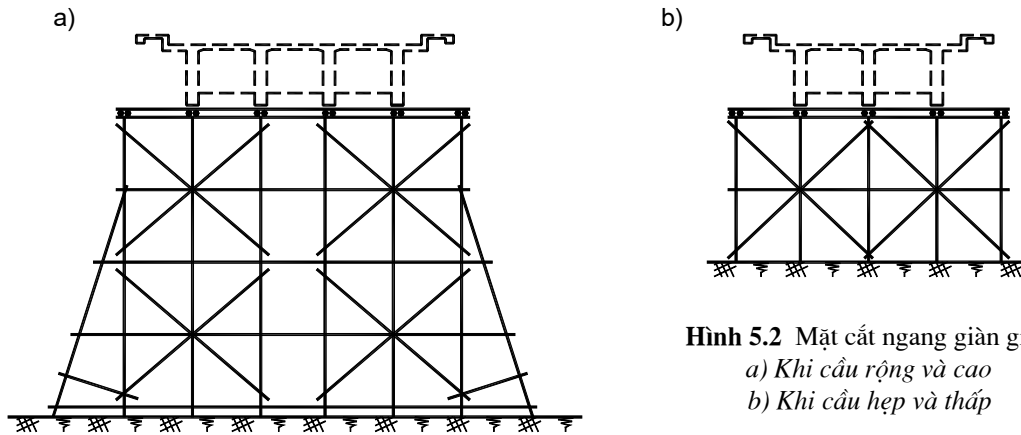 a)
b)
Hình 5.2 Mặt cắt ngang giàn
a) Khi cầu rộng và cao
b) Khi cầu hẹp và thấp